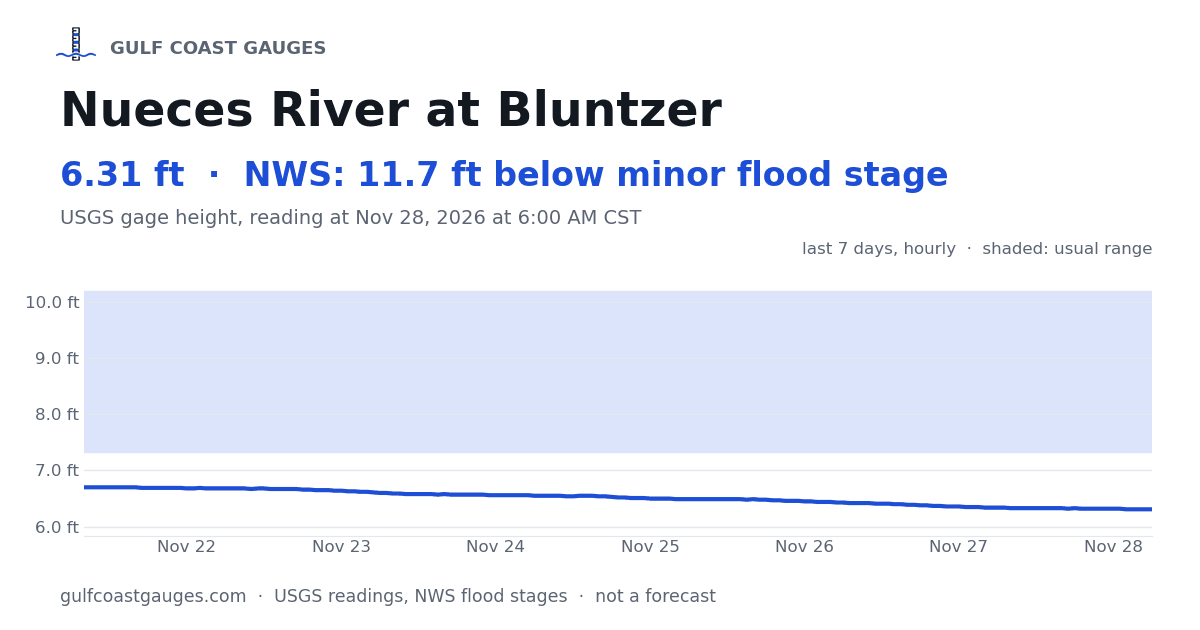 GULF COAST GAUGES
Nueces River at Bluntzer
6.31 ft · NWS: 11.7 ft below minor flood stage
USGS gage height, reading at Nov 28, 2026 at 6:00 AM CST
last 7 days, hourly · shaded: usual range
10.0 ft
9.0 ft
8.0 ft
7.0 ft
6.0 ft
Nov 22 Nov 23 Nov 24 Nov 25 Nov 26 Nov 27 Nov 28
gulfcoastgauges.com · USGS readings, NWS flood stages · not a forecast